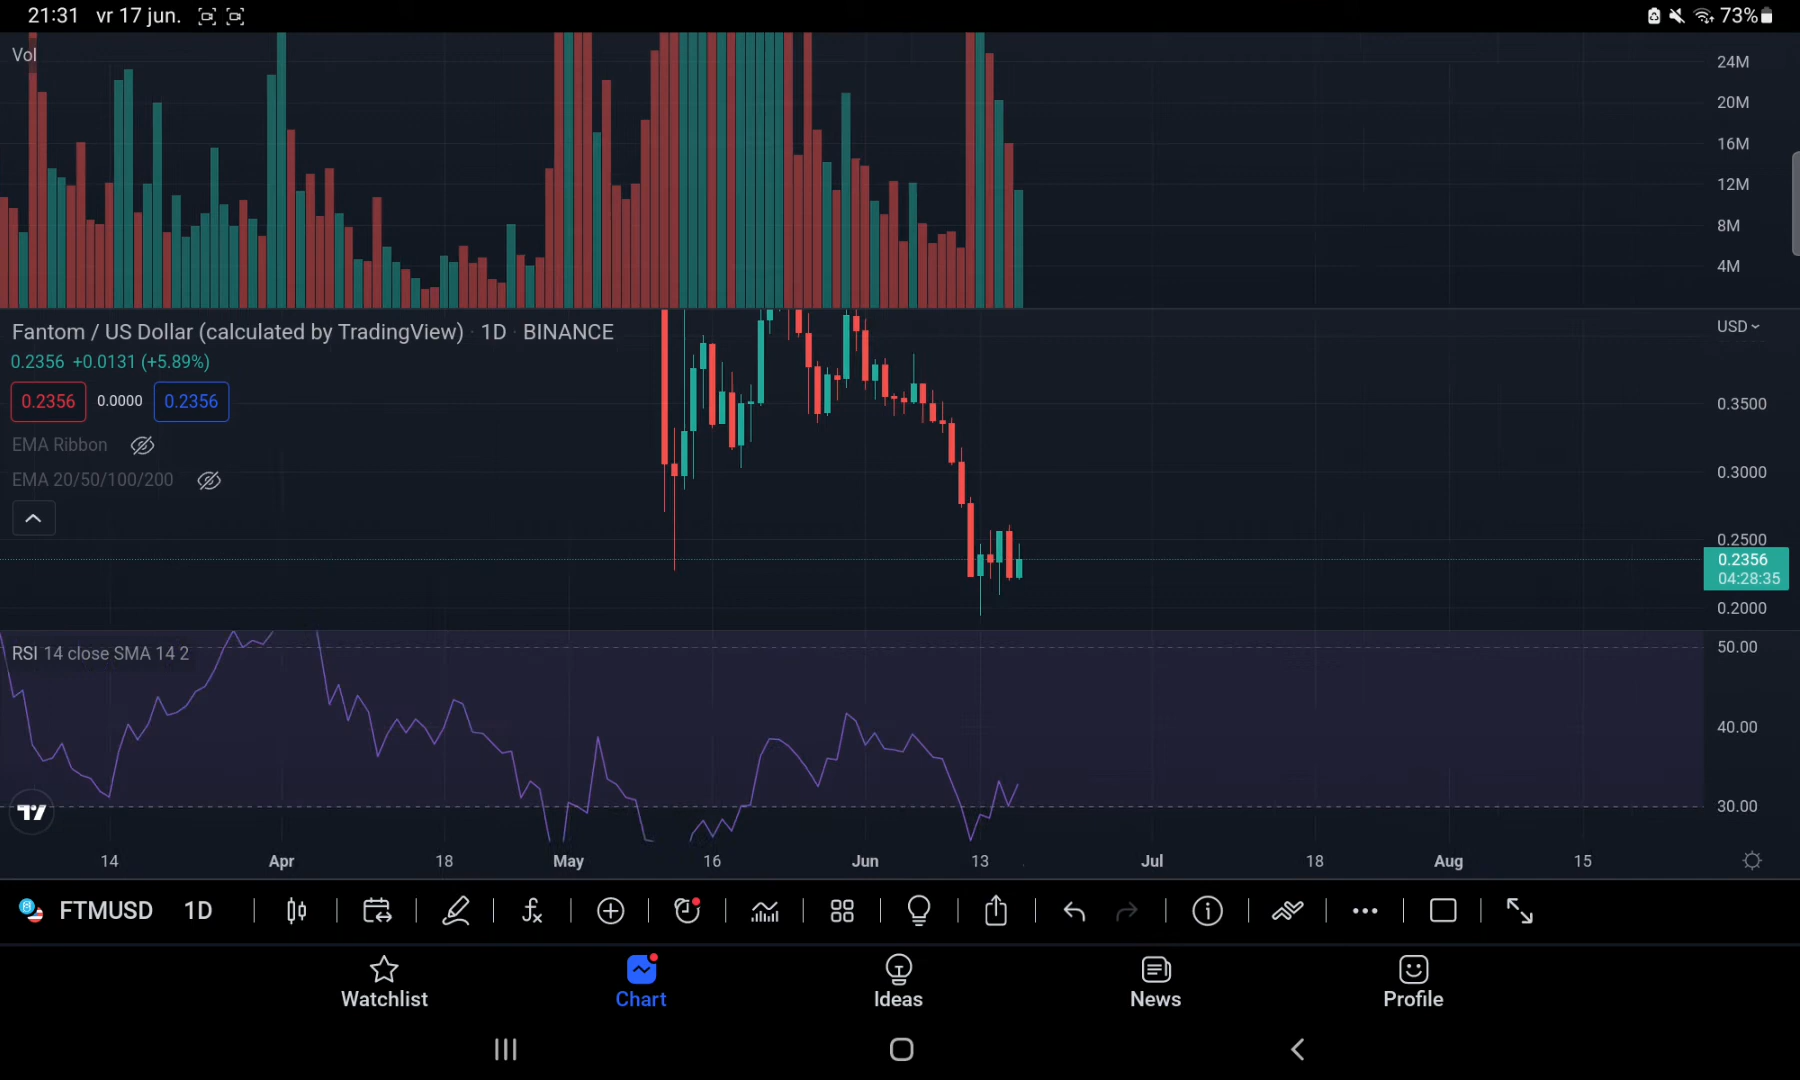 21:31 vr 17 jun. 73%
Vol
24M
20M
16M
12M
8M
4M
Fantom / US Dollar (calculated by TradingView) · 1D · BINANCE
USD
0.2356 +0.0131 (+5.89%)
0.2356 0.0000 0.2356
EMA Ribbon
EMA 20/50/100/200
0.3500
0.3000
0.2500
0.2356
04:28:35
0.2000
RSI 14 close SMA 14 2
50.00
40.00
30.00
14 Apr 18 May 16 Jun 13 Jul 18 Aug 15
FTMUSD 1D
Watchlist Chart Ideas News Profile